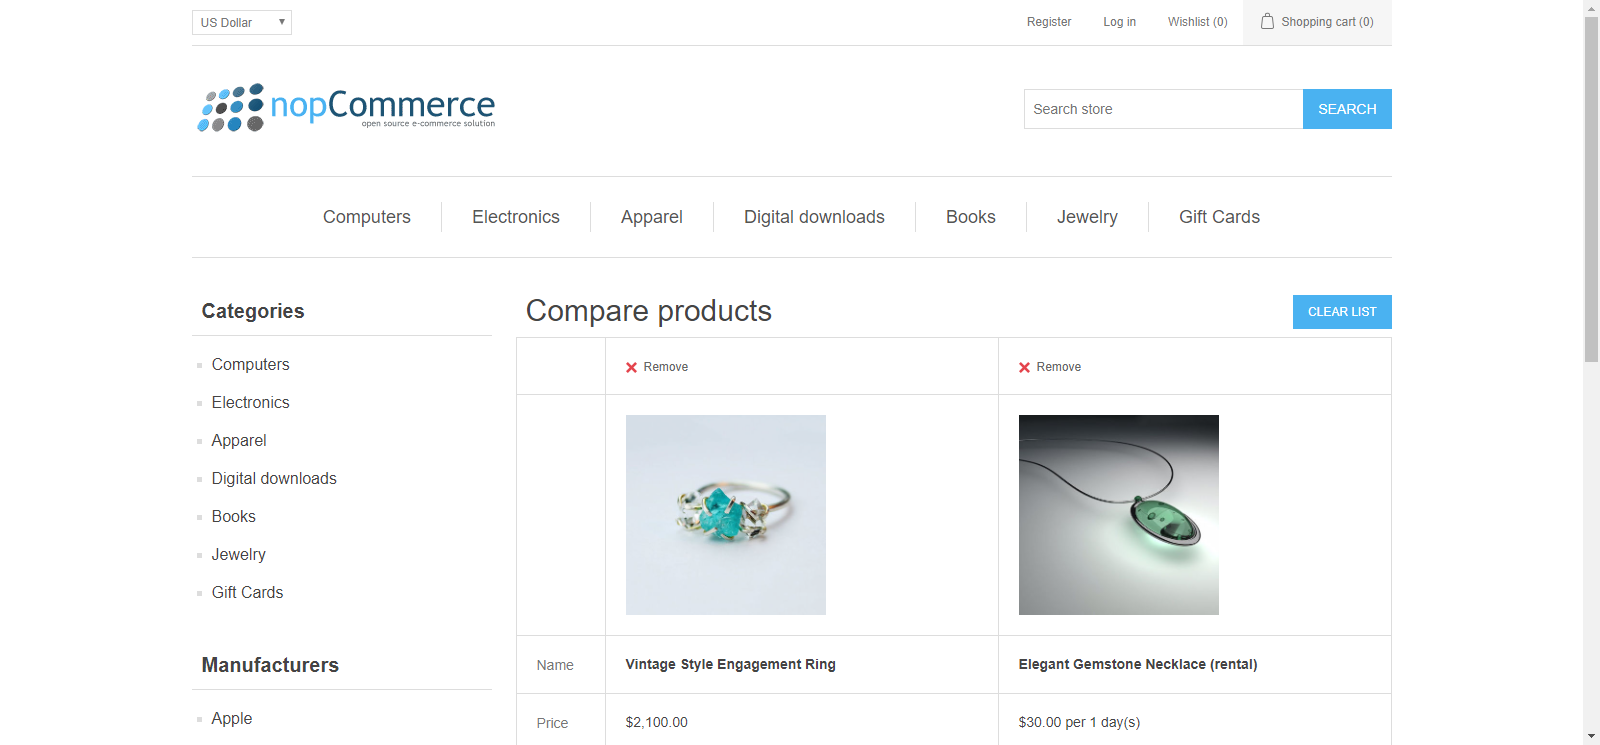 US Dollar
Register
Log in
Wishlist (0)
Shopping cart (0)
nopCommerce
open source e-commerce solution
Search store
SEARCH
Computers
Electronics
Apparel
Digital downloads
Books
Jewelry
Gift Cards
Categories
Computers
Electronics
Apparel
Digital downloads
Books
Jewelry
Gift Cards
Manufacturers
Apple
Compare products
CLEAR LIST
Remove
Remove
Name
Vintage Style Engagement Ring
Elegant Gemstone Necklace (rental)
Price
$2,100.00
$30.00 per 1 day(s)